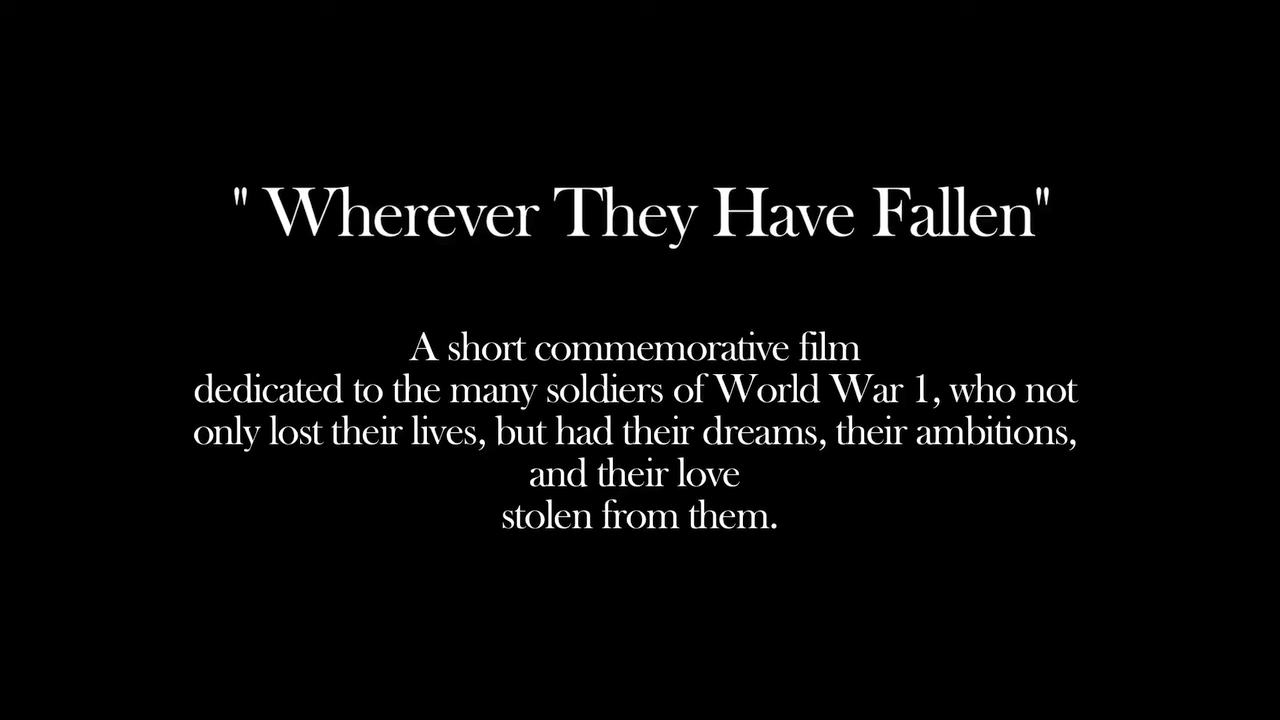 " Wherever They Have Fallen"
A short commemorative film
dedicated to the many soldiers of World War 1, who not
only lost their lives, but had their dreams, their ambitions,
and their love
stolen from them.